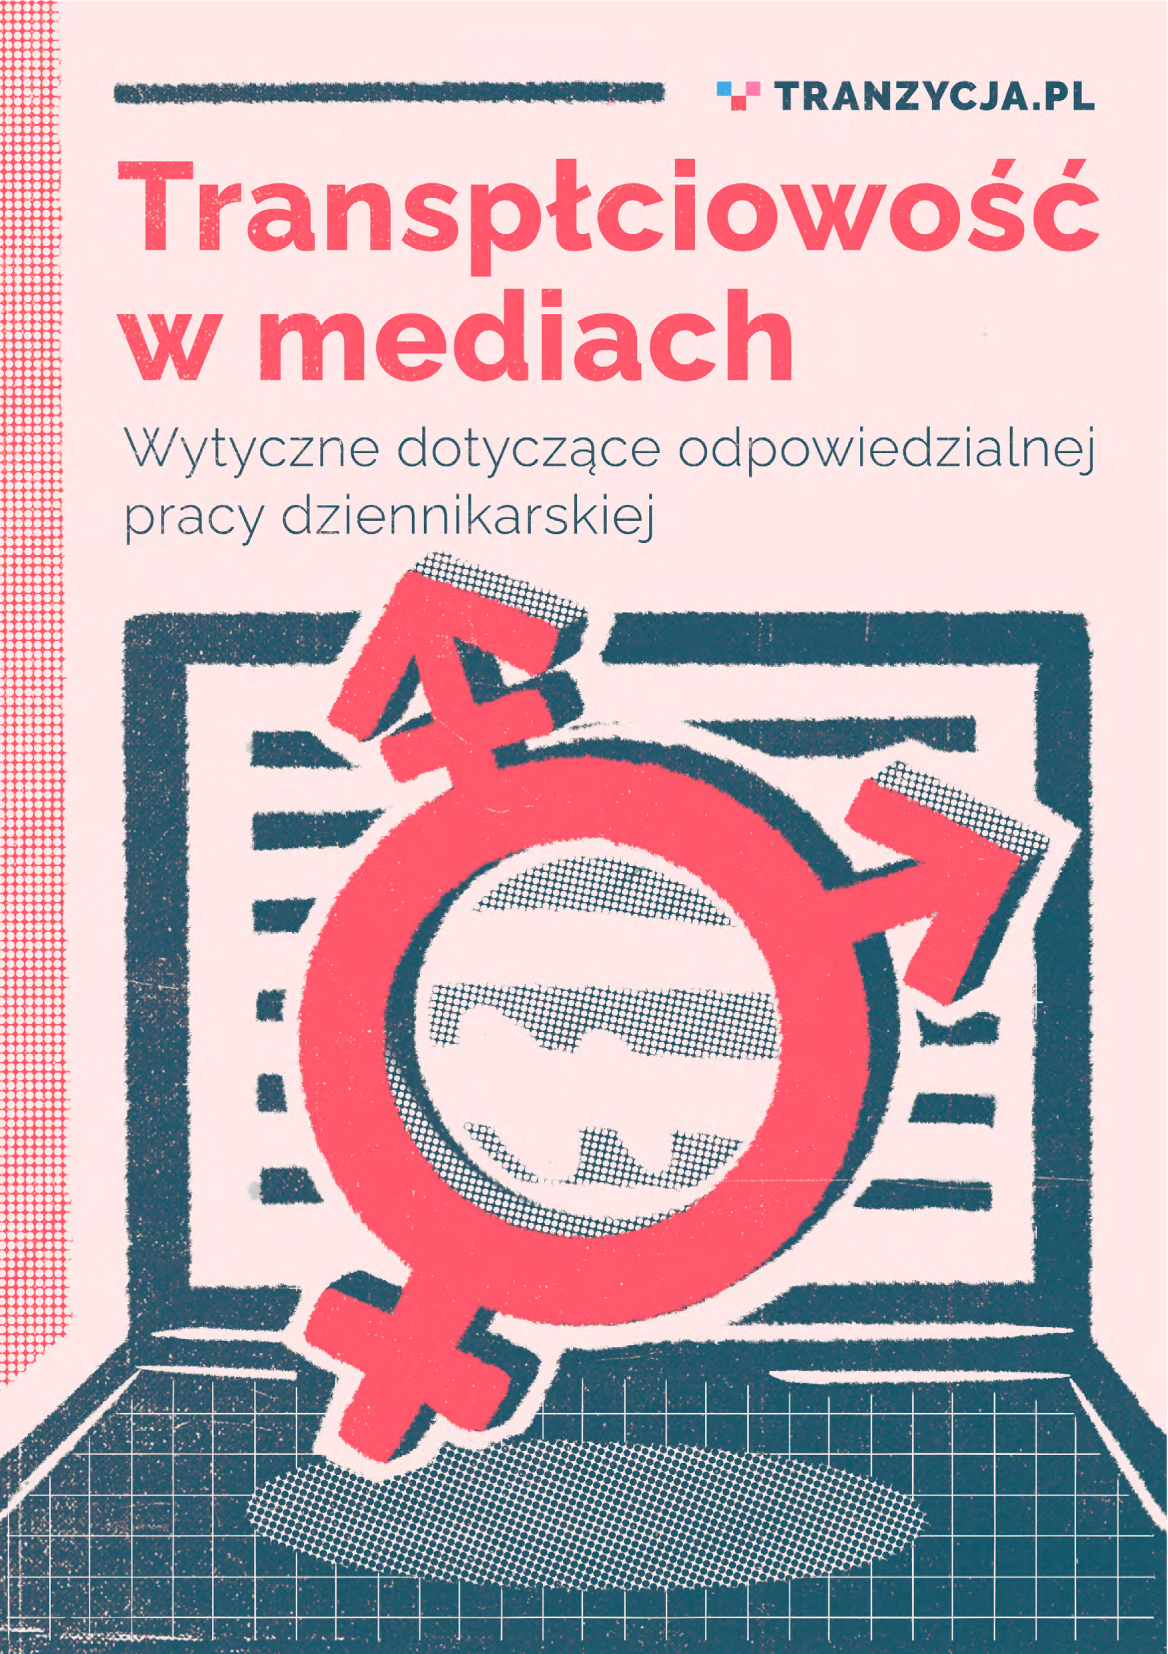 TRANZYCJA.PL
Transpłciowość
w mediach
Wytyczne dotyczące odpowiedzialnej
pracy dziennikarskiej